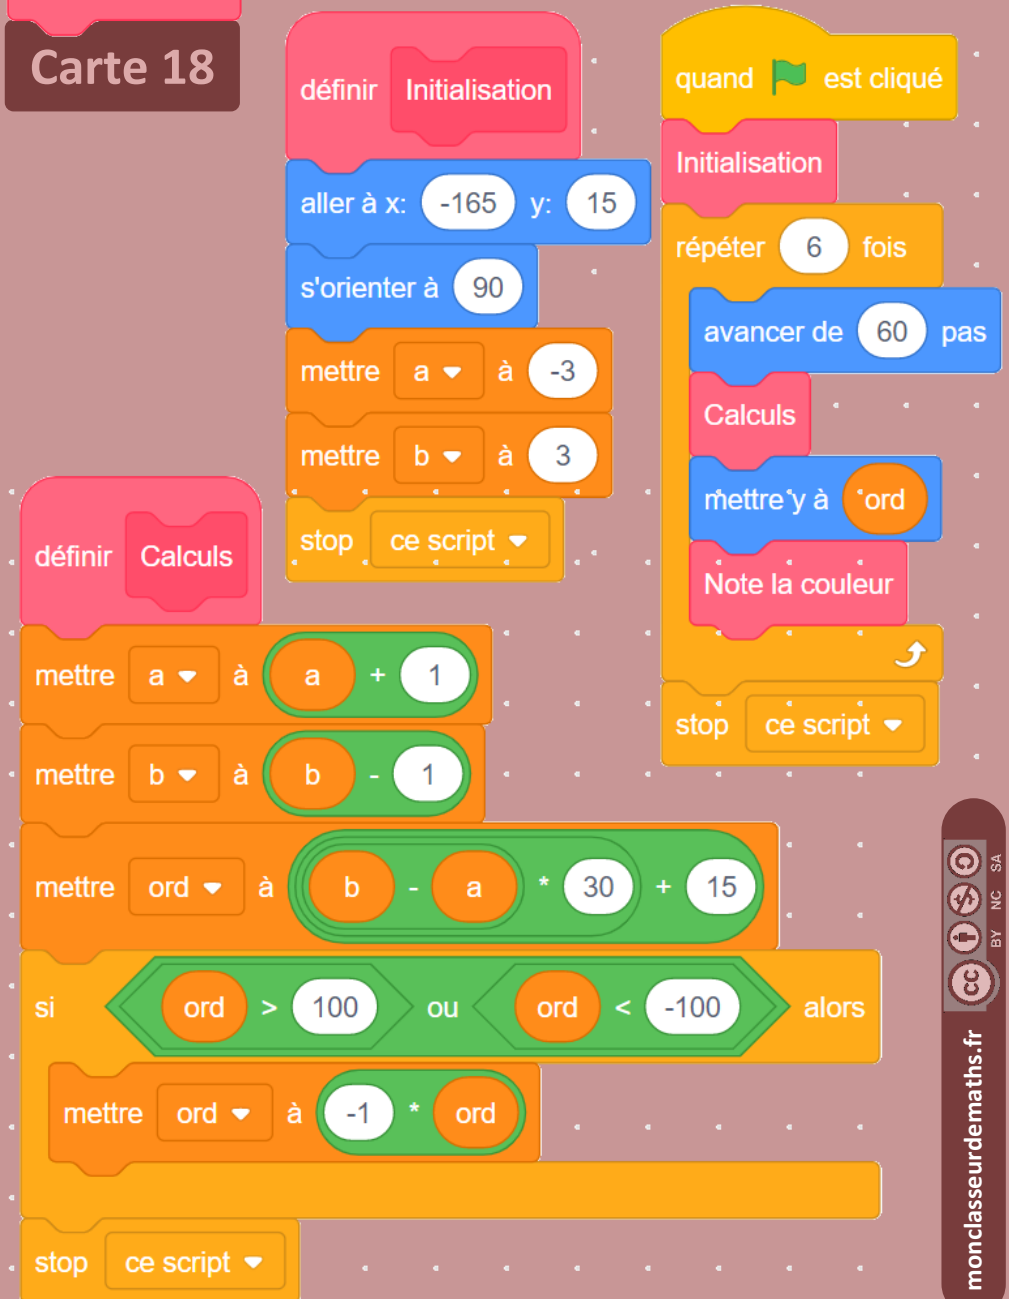 Carte 18
définir Initialisation
aller à x: -165 y: 15
s'orienter à 90
mettre a à -3
mettre b à 3
stop ce script
quand est cliqué
Initialisation
répéter 6 fois
avancer de 60 pas
Calculs
mettre y à ord
Note la couleur
stop ce script
définir Calculs
mettre a à a + 1
mettre b à b - 1
mettre ord à b - a * 30 + 15
si ord > 100 ou ord < -100 alors
mettre ord à -1 * ord
stop ce script
cc BY NC SA
monclasseurdemaths.fr